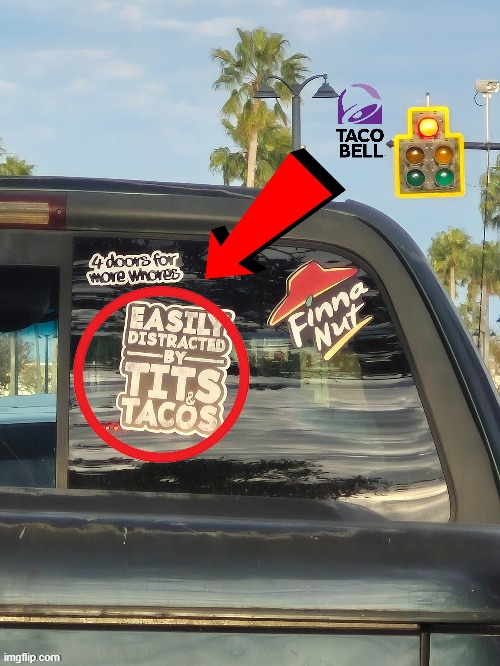 TACO
BELL
4 doors for
more whores
EASILY
DISTRACTED
BY
TITS
&
TACOS
Finna
Nut
imgflip.com